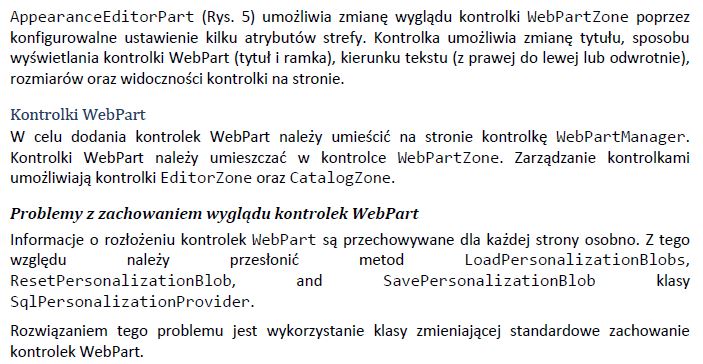 AppearanceEditorPart (Rys. 5) umożliwia zmianę wyglądu kontrolki WebPartZone poprzez
konfigurowalne ustawienie kilku atrybutów strefy. Kontrolka umożliwia zmianę tytułu, sposobu
wyświetlania kontrolki WebPart (tytuł i ramka), kierunku tekstu (z prawej do lewej lub odwrotnie),
rozmiarów oraz widoczności kontrolki na stronie.
Kontrolki WebPart
W celu dodania kontrolek WebPart należy umieścić na stronie kontrolkę WebPartManager.
Kontrolki WebPart należy umieszczać w kontrolce WebPartZone. Zarządzanie kontrolkami
umożliwiają kontrolki EditorZone oraz CatalogZone.
Problemy z zachowaniem wyglądu kontrolek WebPart
Informacje o rozłożeniu kontrolek WebPart są przechowywane dla każdej strony osobno. Z tego
względu należy przesłonić metod LoadPersonalizationBlobs,
ResetPersonalizationBlob, and SavePersonalizationBlob klasy
SqlPersonalizationProvider.
Rozwiązaniem tego problemu jest wykorzystanie klasy zmieniającej standardowe zachowanie
kontrolek WebPart.